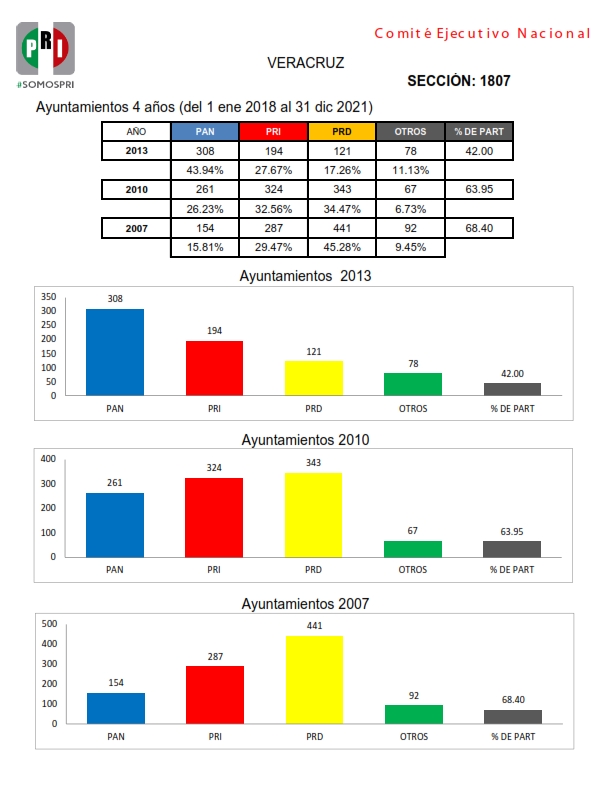 Comité Ejecutivo Nacional
PRI
#SOMOSPRI
VERACRUZ
SECCIÓN: 1807
Ayuntamientos 4 años (del 1 ene 2018 al 31 dic 2021)
AÑO PAN PRI PRD OTROS % DE PART
2013 308 194 121 78 42.00
43.94% 27.67% 17.26% 11.13%
2010 261 324 343 67 63.95
26.23% 32.56% 34.47% 6.73%
2007 154 287 441 92 68.40
15.81% 29.47% 45.28% 9.45%
Ayuntamientos 2013
350
300
250
200
150
100
50
0
308 194 121 78 42.00
PAN PRI PRD OTROS % DE PART
Ayuntamientos 2010
400
300
200
100
0
261 324 343 67 63.95
PAN PRI PRD OTROS % DE PART
Ayuntamientos 2007
500
400
300
200
100
0
154 287 441 92 68.40
PAN PRI PRD OTROS % DE PART